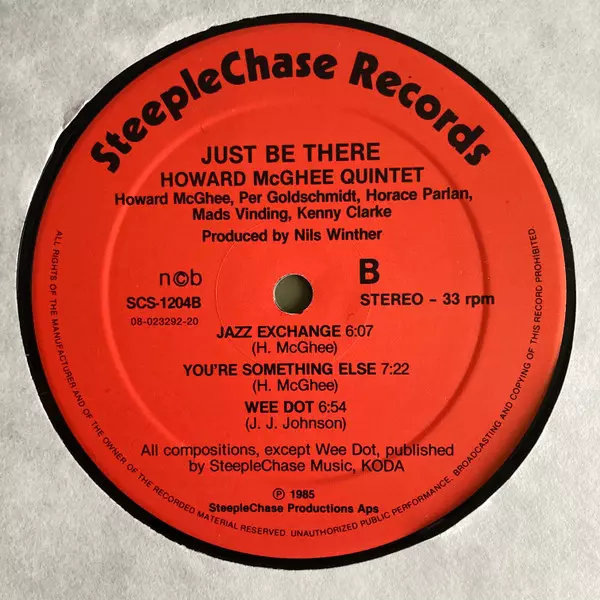 SteepleChase Records
JUST BE THERE
HOWARD McGHEE QUINTET
Howard McGhee, Per Goldschmidt, Horace Parlan,
Mads Vinding, Kenny Clarke
Produced by Nils Winther
n©b
B
SCS-1204B
STEREO - 33 rpm
08-023292-20
JAZZ EXCHANGE 6:07
(H. McGhee)
YOU'RE SOMETHING ELSE 7:22
(H. McGhee)
WEE DOT 6:54
(J. J. Johnson)
All compositions, except Wee Dot, published
by SteepleChase Music, KODA
℗ 1985
SteepleChase Productions Aps
ALL RIGHTS OF THE MANUFACTURER AND OF THE OWNER OF THE RECORDED MATERIAL RESERVED. UNAUTHORIZED PUBLIC PERFORMANCE, BROADCASTING AND COPYING OF THIS RECORD PROHIBITED